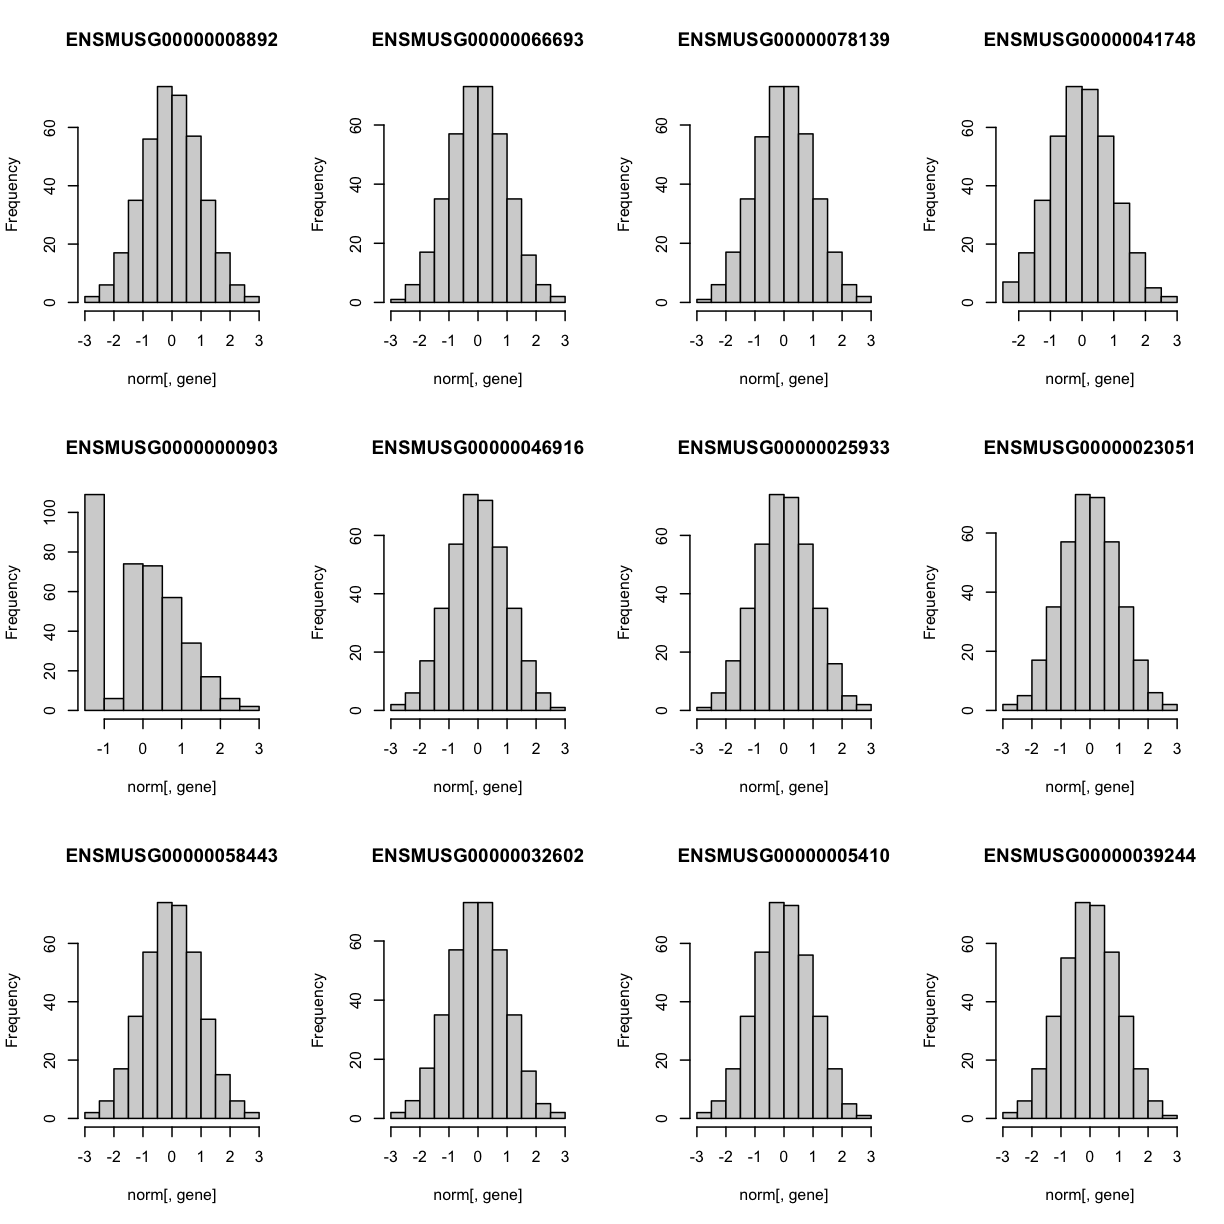 ENSMUSG00000008892
Frequency
0 20 40 60
-3 -2 -1 0 1 2 3
norm[, gene]
ENSMUSG00000066693
Frequency
0 20 40 60
-3 -2 -1 0 1 2 3
norm[, gene]
ENSMUSG00000078139
Frequency
0 20 40 60
-3 -2 -1 0 1 2 3
norm[, gene]
ENSMUSG00000041748
Frequency
0 20 40 60
-2 -1 0 1 2 3
norm[, gene]
ENSMUSG00000000903
Frequency
0 20 40 60 80 100
-1 0 1 2 3
norm[, gene]
ENSMUSG00000046916
Frequency
0 20 40 60
-3 -2 -1 0 1 2 3
norm[, gene]
ENSMUSG00000025933
Frequency
0 20 40 60
-3 -2 -1 0 1 2 3
norm[, gene]
ENSMUSG00000023051
Frequency
0 20 40 60
-3 -2 -1 0 1 2 3
norm[, gene]
ENSMUSG00000058443
Frequency
0 20 40 60
-3 -2 -1 0 1 2 3
norm[, gene]
ENSMUSG00000032602
Frequency
0 20 40 60
-3 -2 -1 0 1 2 3
norm[, gene]
ENSMUSG00000005410
Frequency
0 20 40 60
-3 -2 -1 0 1 2 3
norm[, gene]
ENSMUSG00000039244
Frequency
0 20 40 60
-3 -2 -1 0 1 2 3
norm[, gene]